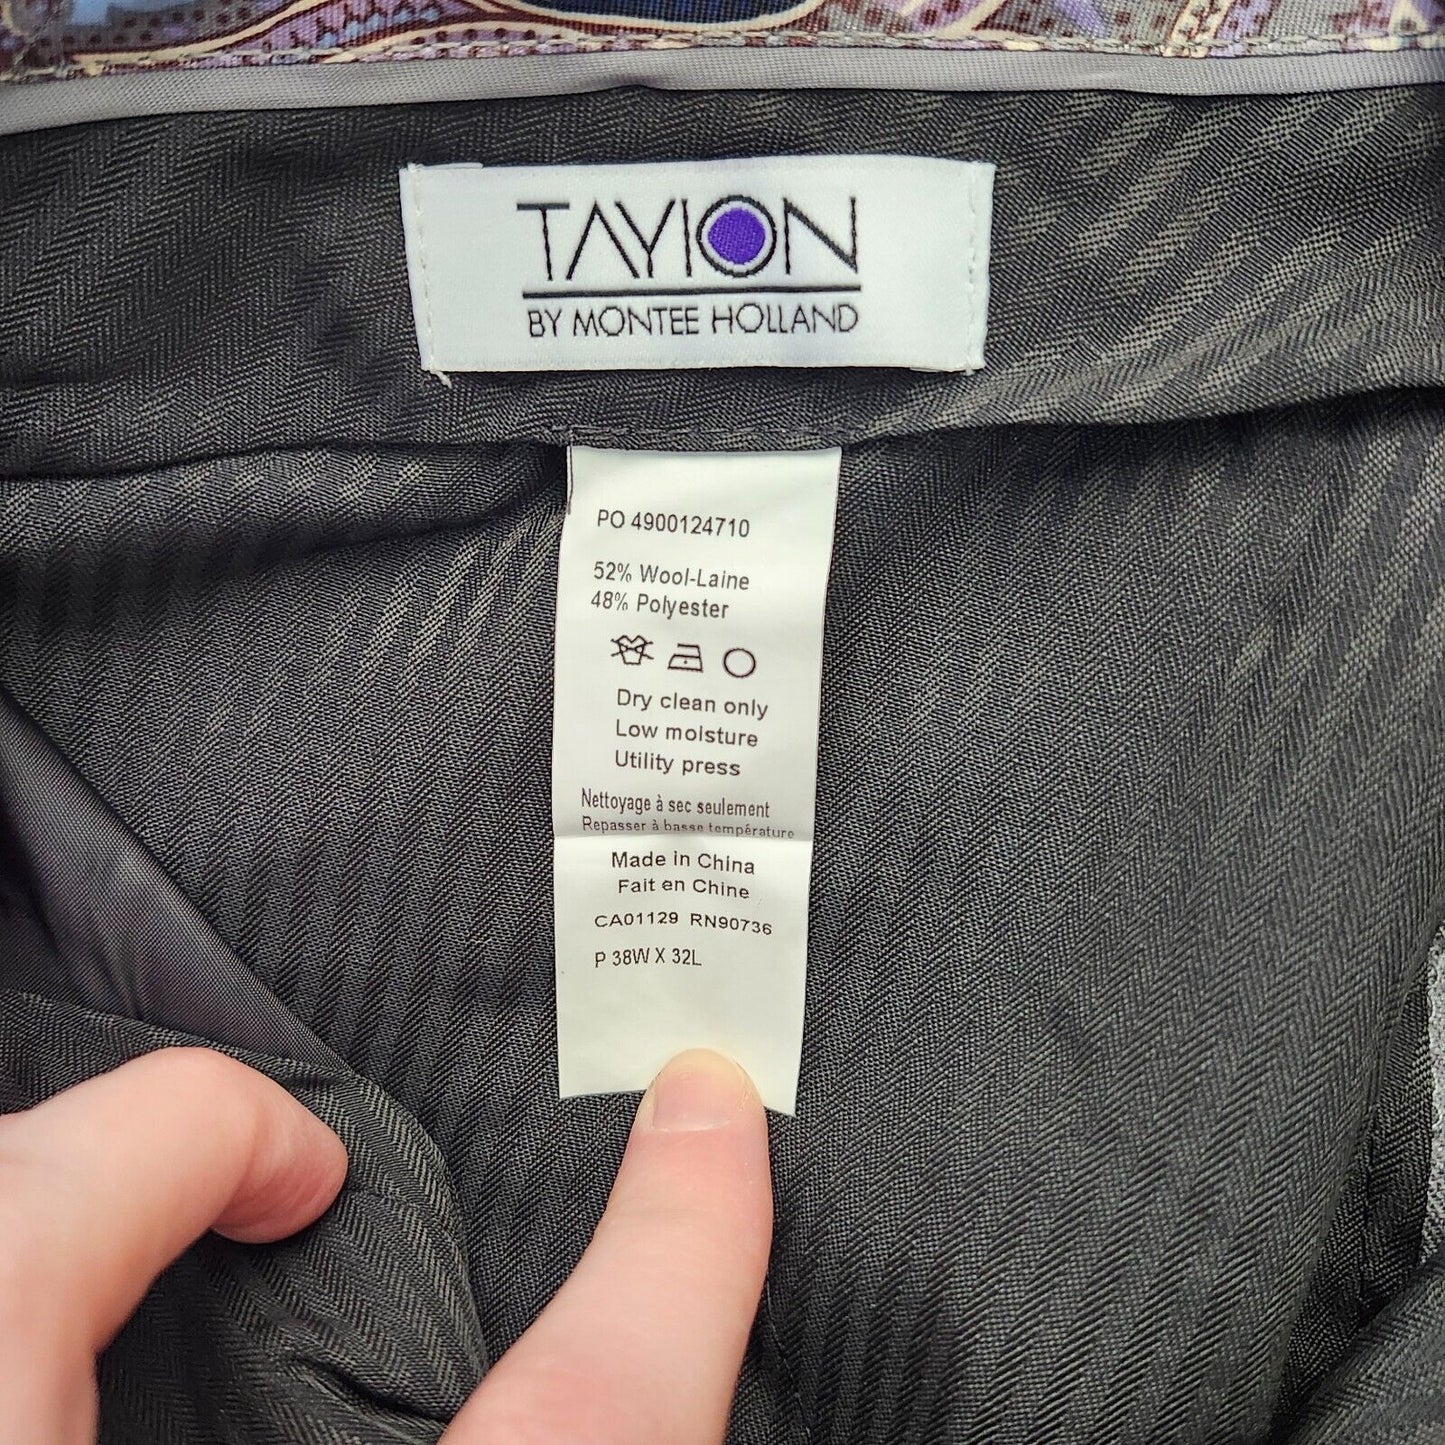 TAYION
BY MONTEE HOLLAND
PO 4900124710
52% Wool-Laine
48% Polyester
Dry clean only
Low moisture
Utility press
Nettoyage à sec seulement
Repasser à basse température
Made in China
Fait en Chine
CA01129 RN90736
P 38W X 32L